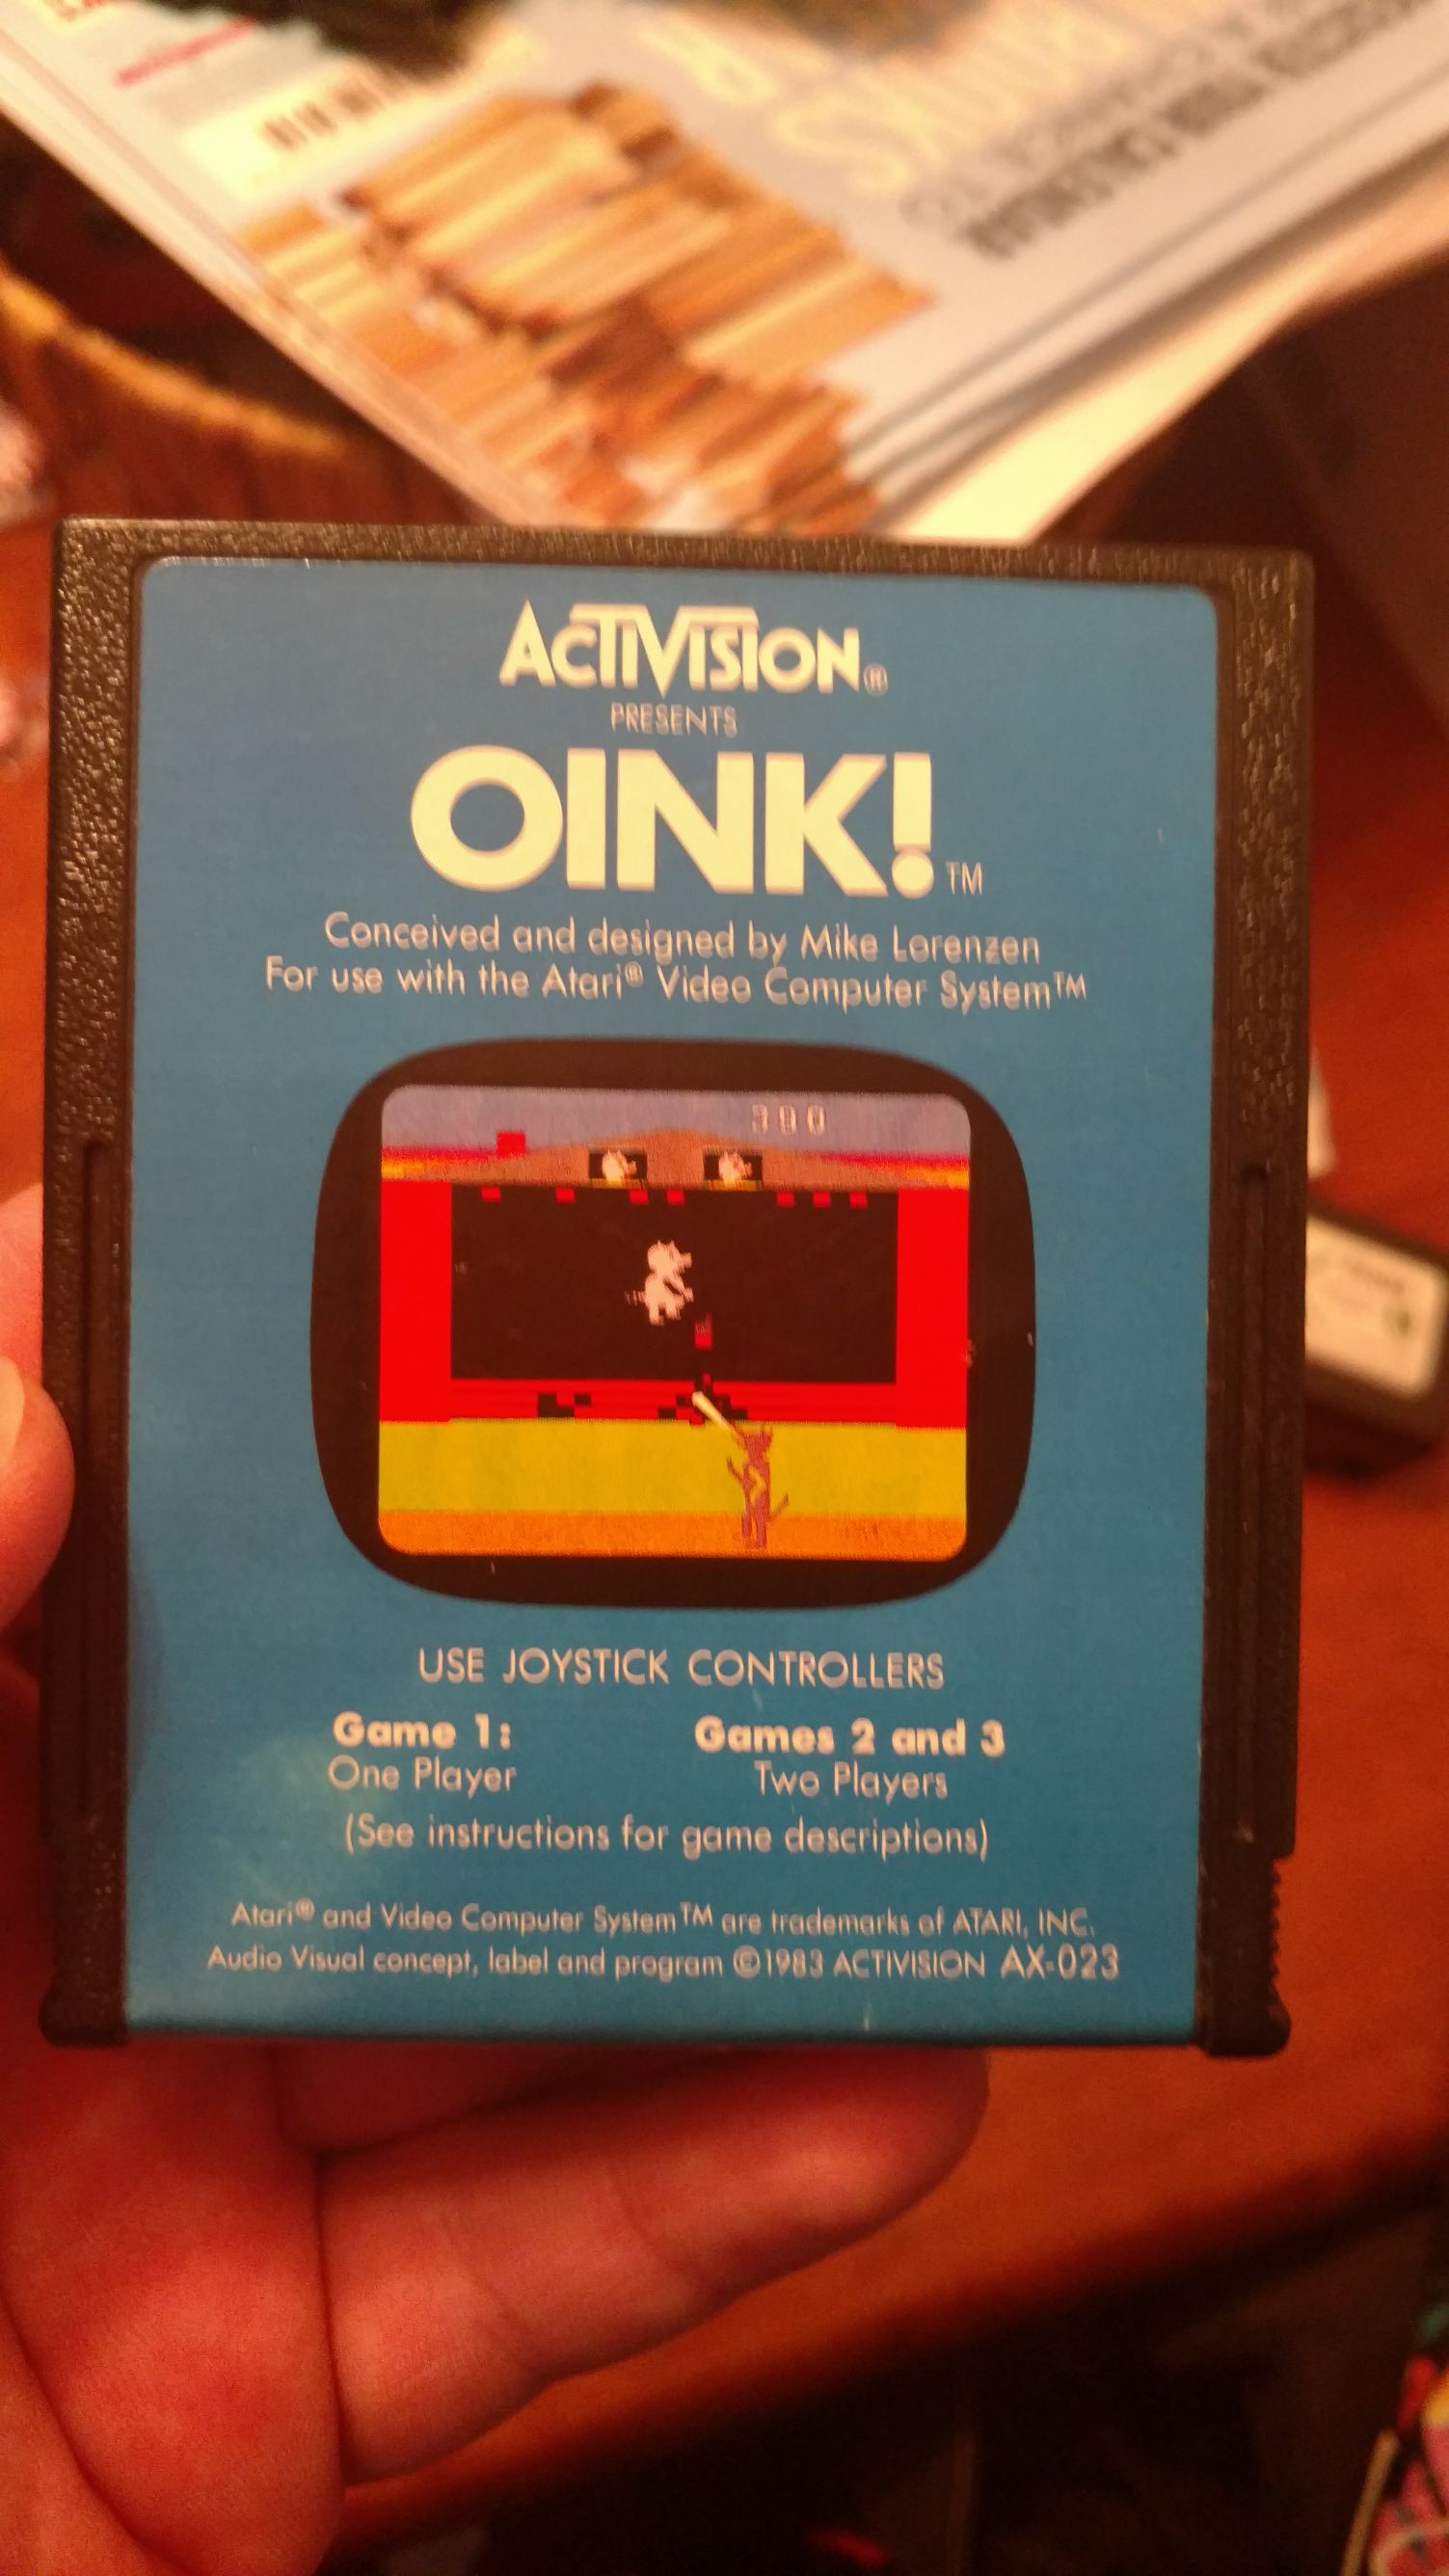 ACTIVISION®
PRESENTS
OINK!™
Conceived and designed by Mike Lorenzen
For use with the Atari® Video Computer System™
380
USE JOYSTICK CONTROLLERS
Game 1:
One Player
Games 2 and 3
Two Players
(See instructions for game descriptions)
Atari® and Video Computer System™ are trademarks of ATARI, INC.
Audio Visual concept, label and program ©1983 ACTIVISION AX-023